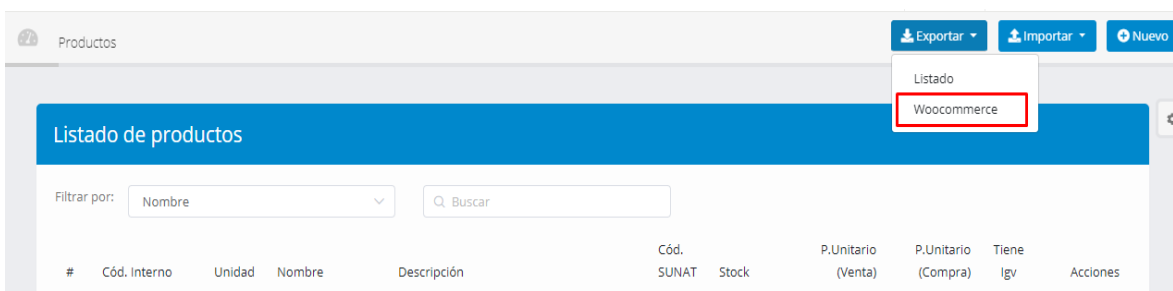 Productos
Exportar
Importar
Nuevo
Listado
Woocommerce
Listado de productos
Filtrar por:
Nombre
Buscar
# Cód. Interno Unidad Nombre Descripción Cód. SUNAT Stock P.Unitario (Venta) P.Unitario (Compra) Tiene Igv Acciones